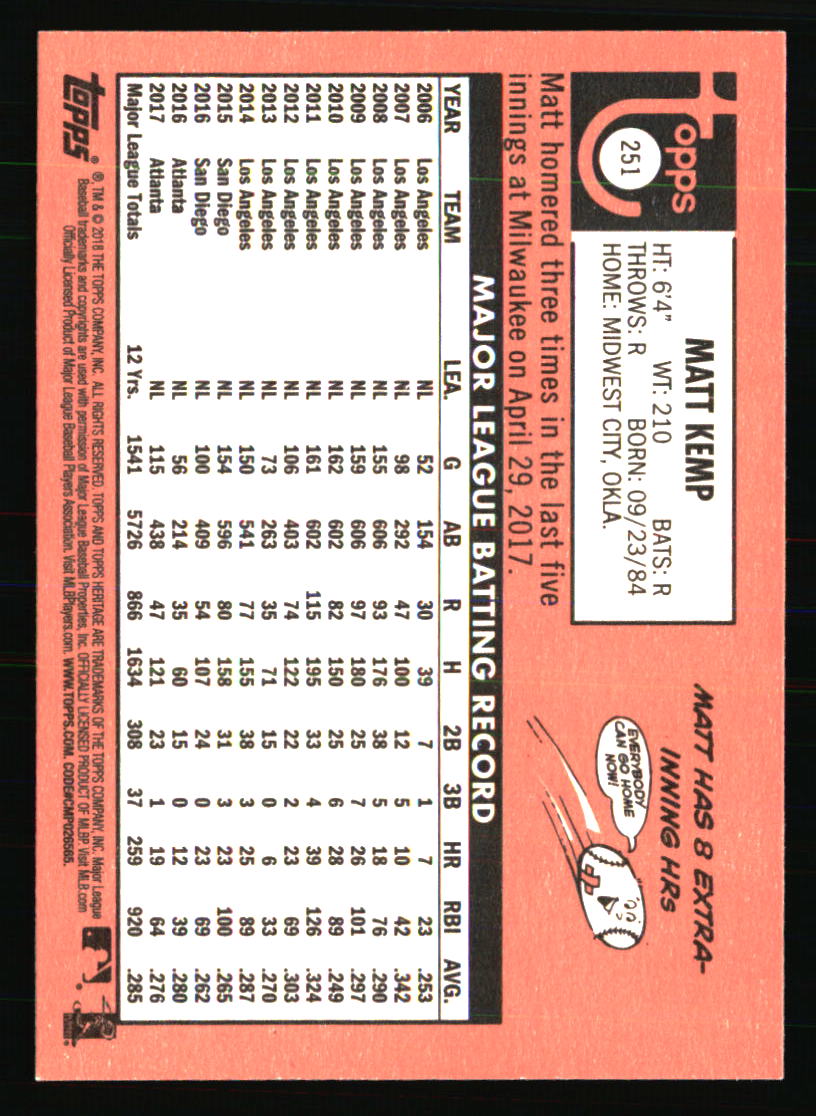 Topps
251
MATT KEMP
HT: 6'4" WT: 210 BATS: R
THROWS: R BORN: 09/23/84
HOME: MIDWEST CITY, OKLA.
Matt homered three times in the last five
innings at Milwaukee on April 29, 2017.
MATT HAS 8 EXTRA-
INNING HRs
EVERYBODY
CAN GO HOME
NOW!
MAJOR LEAGUE BATTING RECORD
YEAR TEAM LEA. G AB R H 2B 3B HR RBI AVG.
2006 Los Angeles NL 52 154 30 39 7 1 7 23 .253
2007 Los Angeles NL 98 292 47 100 12 5 10 42 .342
2008 Los Angeles NL 155 606 93 176 38 5 18 76 .290
2009 Los Angeles NL 159 606 97 180 25 7 26 101 .297
2010 Los Angeles NL 162 602 82 150 25 6 28 89 .249
2011 Los Angeles NL 161 602 115 195 33 4 39 126 .324
2012 Los Angeles NL 106 403 74 122 22 2 23 69 .303
2013 Los Angeles NL 73 263 35 71 15 0 6 33 .270
2014 Los Angeles NL 150 541 77 155 38 3 25 89 .287
2015 San Diego NL 154 596 80 158 31 3 23 100 .265
2016 San Diego NL 100 409 54 107 24 0 23 69 .262
2016 Atlanta NL 56 214 35 60 15 0 12 39 .280
2017 Atlanta NL 115 438 47 121 23 1 19 64 .276
Major League Totals 12 Yrs. 1541 5726 866 1634 308 37 259 920 .285
topps®
®, TM & © 2018 THE TOPPS COMPANY, INC. ALL RIGHTS RESERVED. TOPPS AND TOPPS HERITAGE ARE TRADEMARKS OF THE TOPPS COMPANY, INC. Major League
Baseball trademarks and copyrights are used with permission of Major League Baseball Properties, Inc. OFFICIALLY LICENSED PRODUCT OF MLBP. Visit MLB.com
Officially Licensed Product of Major League Baseball Players Association. Visit MLBPlayers.com. WWW.TOPPS.COM. CODE#CMP026565.